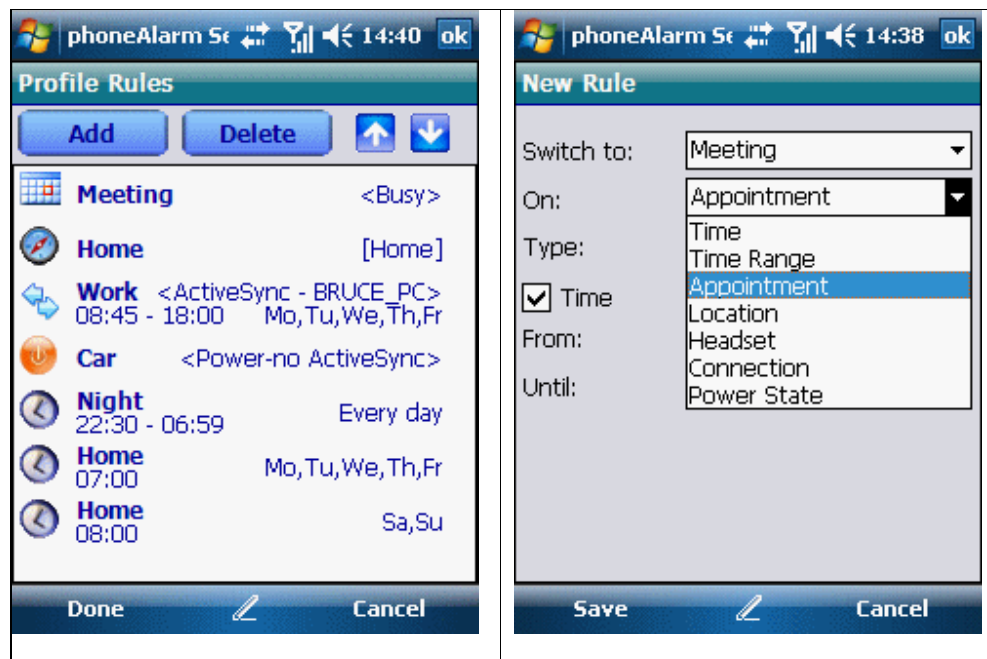 phoneAlarm Se 14:40 ok
Profile Rules
Add Delete
Meeting <Busy>
Home [Home]
Work <ActiveSync - BRUCE_PC>
08:45 - 18:00 Mo,Tu,We,Th,Fr
Car <Power-no ActiveSync>
Night
22:30 - 06:59 Every day
Home
07:00 Mo,Tu,We,Th,Fr
Home
08:00 Sa,Su
Done Cancel
phoneAlarm Se 14:38 ok
New Rule
Switch to: Meeting
On: Appointment
Time
Type:
Time Range
Appointment
Time
Location
From:
Headset
Connection
Until:
Power State
Save Cancel